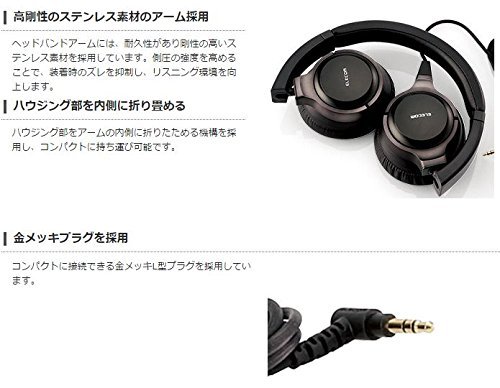 高剛性のステンレス素材のアーム採用
ヘッドバンドアームには、耐久性があり剛性の高いス
テンレス素材を採用しています。側圧の強度を高める
ことで、装着時のズレを抑制し、リスニング環境を向
上します。
ハウジング部を内側に折り畳める
ハウジング部をアームの内側に折りたためる機構を採
用し、コンパクトに持ち運び可能です。
ELECOM
ELECOM
金メッキプラグを採用
コンパクトに接続できる金メッキL型プラグを採用してい
ます。